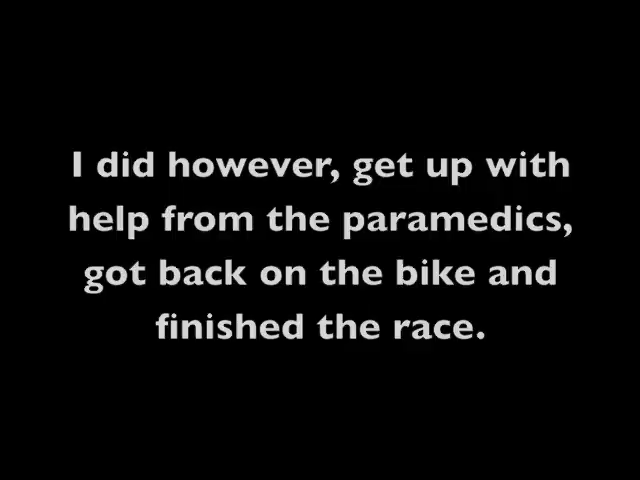 I did however, get up with
help from the paramedics,
got back on the bike and
finished the race.